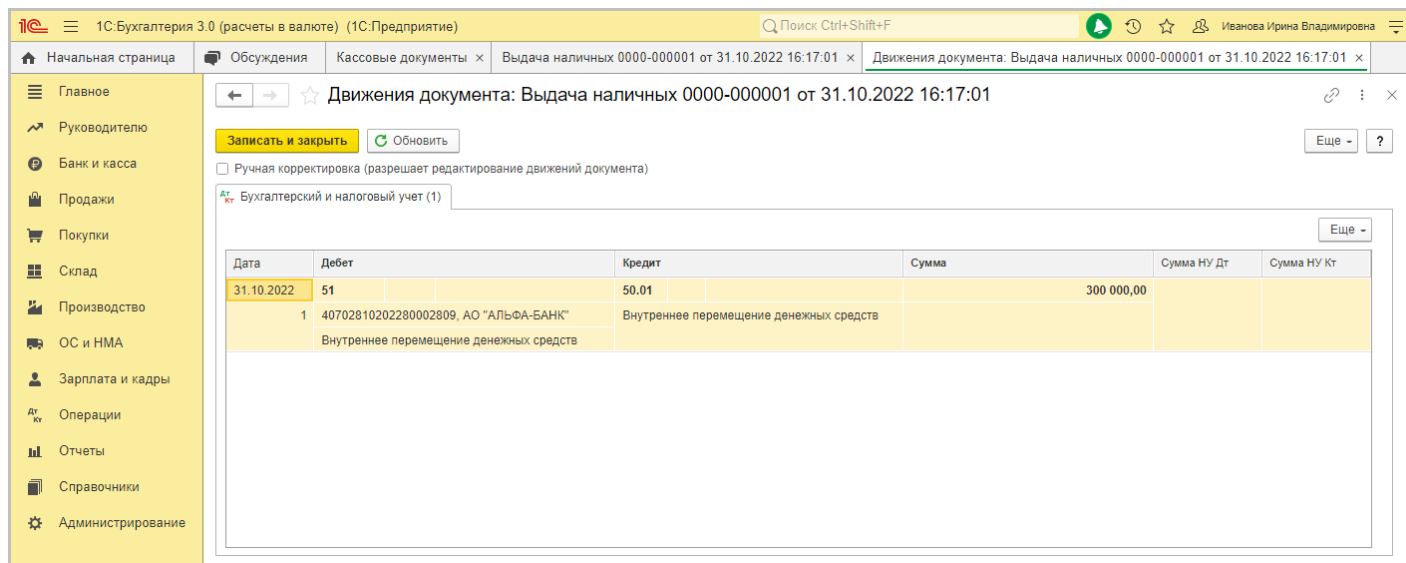 1С 1С:Бухгалтерия 3.0 (расчеты в валюте) (1С:Предприятие) Поиск Ctrl+Shift+F Иванова Ирина Владимировна
Начальная страница Обсуждения Кассовые документы × Выдача наличных 0000-000001 от 31.10.2022 16:17:01 × Движения документа: Выдача наличных 0000-000001 от 31.10.2022 16:17:01 ×
Главное
Руководителю
Банк и касса
Продажи
Покупки
Склад
Производство
ОС и НМА
Зарплата и кадры
Дт Кт Операции
Отчеты
Справочники
Администрирование
Движения документа: Выдача наличных 0000-000001 от 31.10.2022 16:17:01
Записать и закрыть Обновить Еще ?
Ручная корректировка (разрешает редактирование движений документа)
Дт Кт Бухгалтерский и налоговый учет (1)
Еще
Дата Дебет Кредит Сумма Сумма НУ Дт Сумма НУ Кт
31.10.2022 51 50.01 300 000,00
1 40702810202280002809, АО "АЛЬФА-БАНК" Внутреннее перемещение денежных средств
Внутреннее перемещение денежных средств